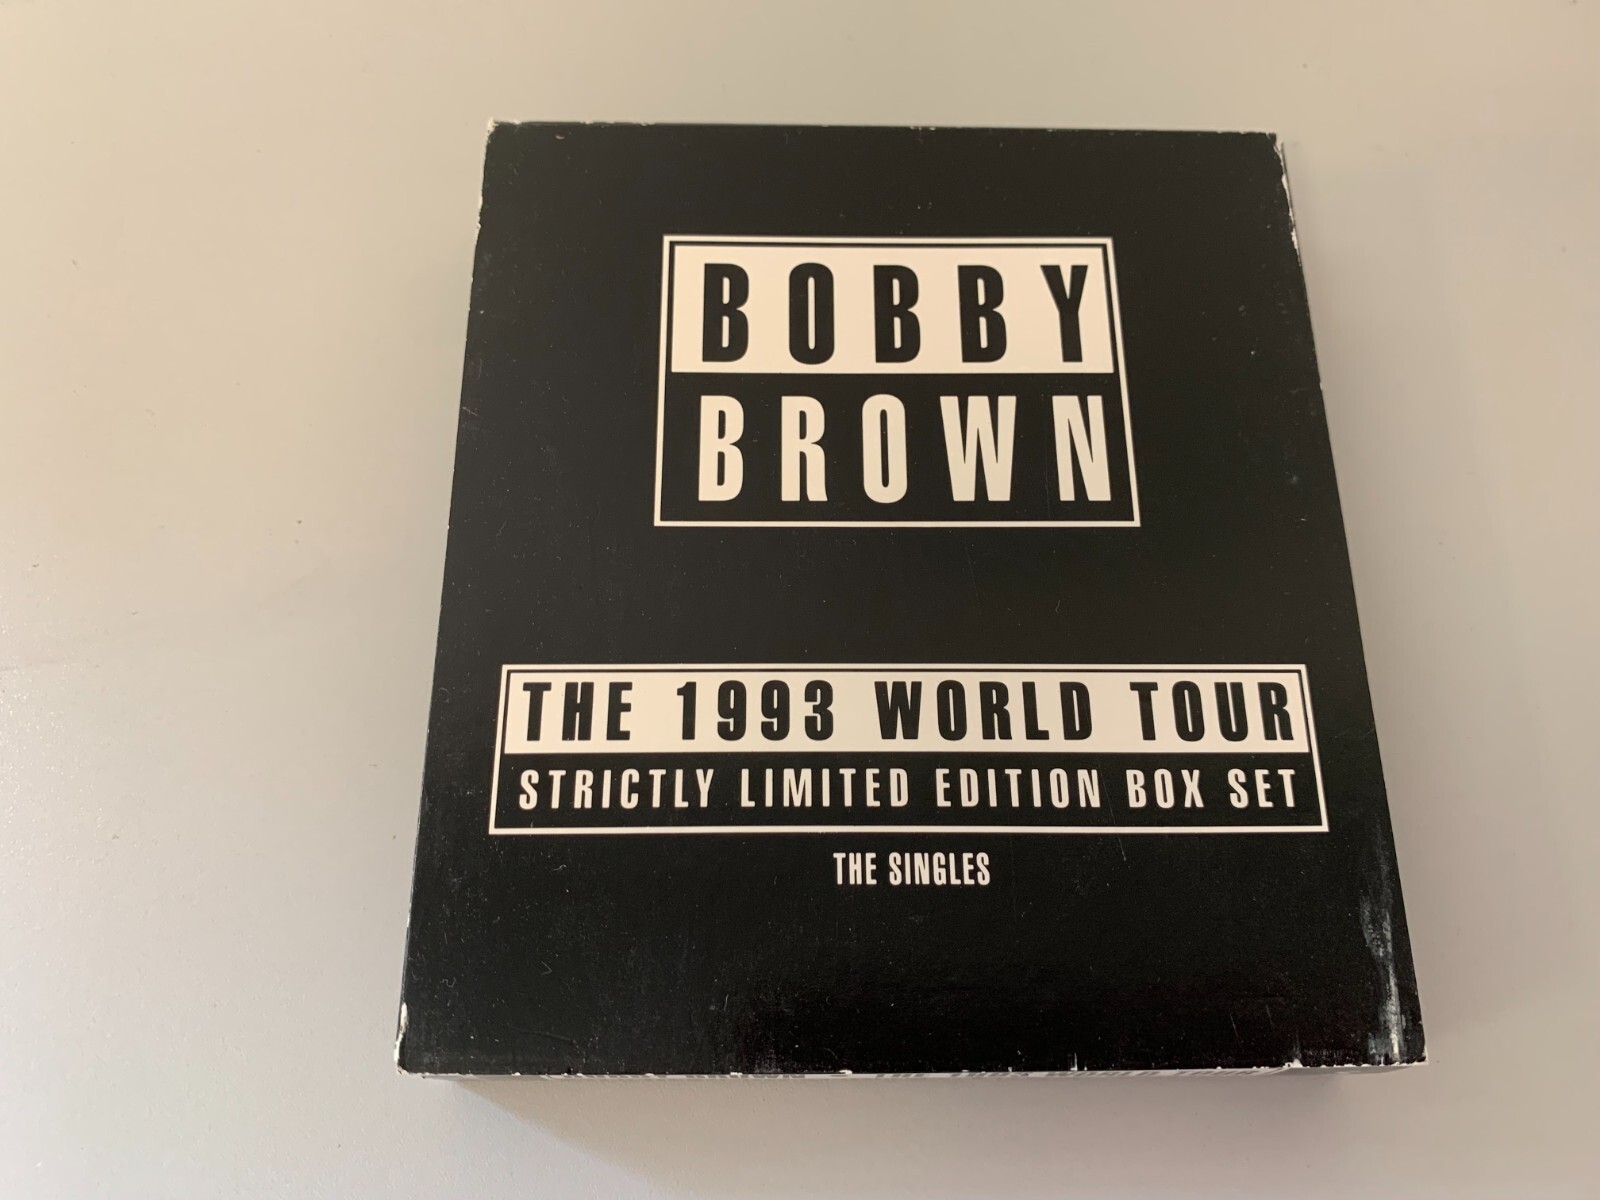 BOBBY
BROWN
THE 1993 WORLD TOUR
STRICTLY LIMITED EDITION BOX SET
THE SINGLES